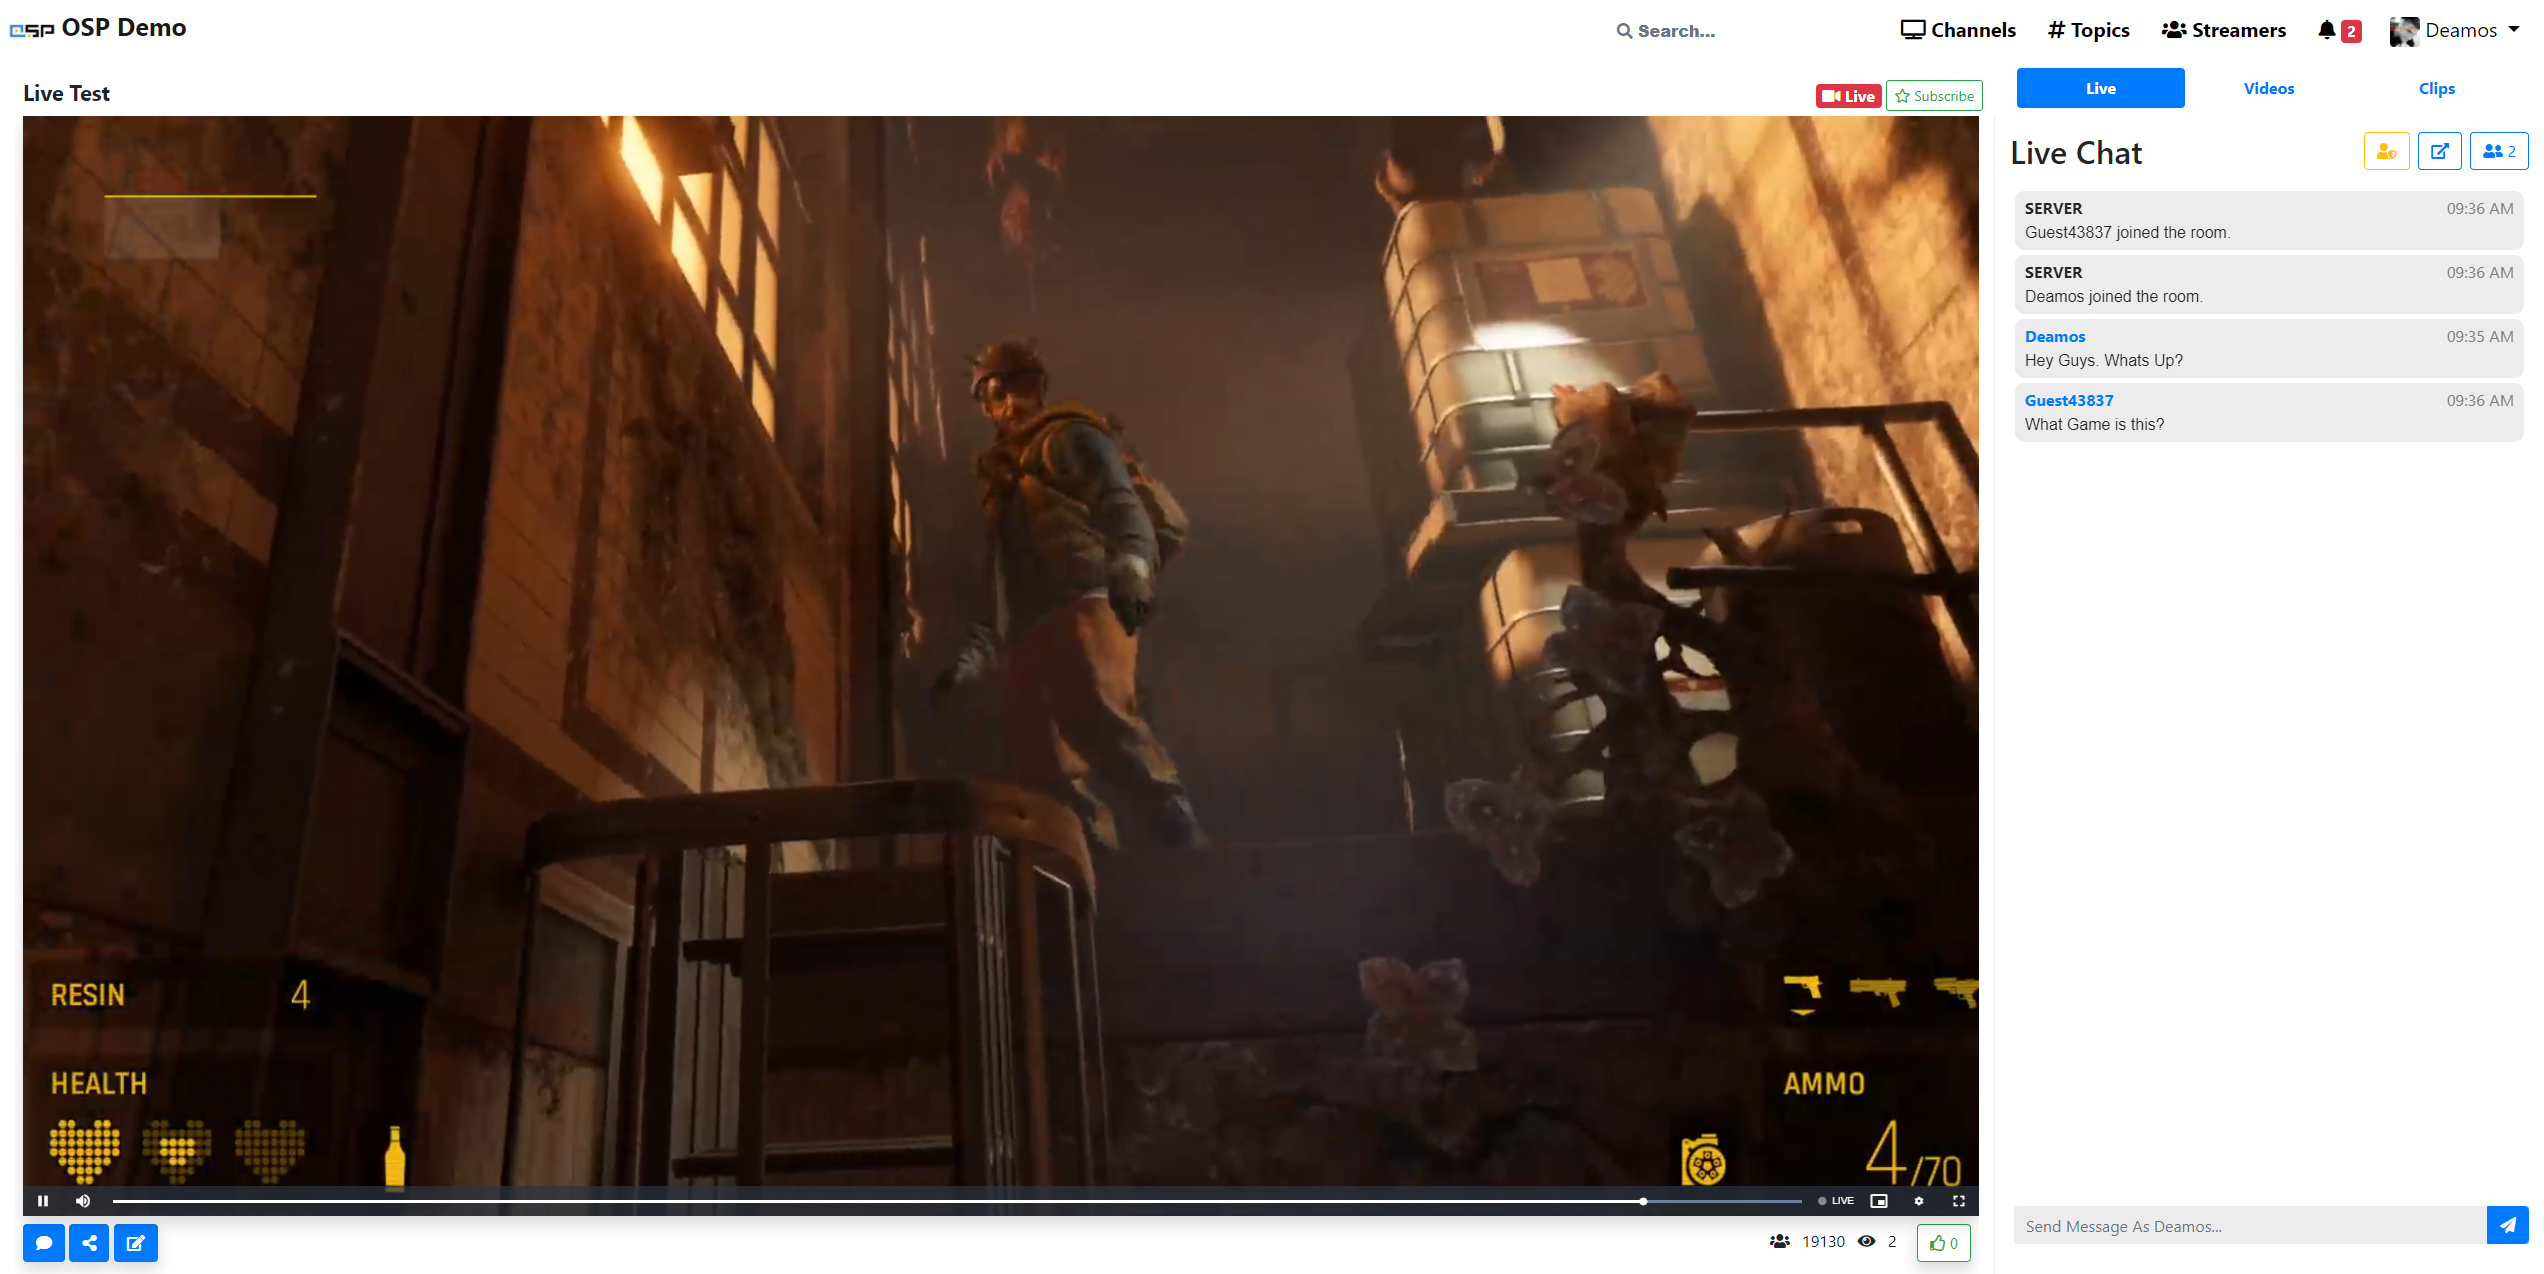 OSP OSP Demo
Search...
Channels
Topics
Streamers
2
Deamos
Live Test
Live
Subscribe
RESIN 4
HEALTH
AMMO
4/70
LIVE
19130
2
0
Live
Videos
Clips
Live Chat
2
SERVER 09:36 AM
Guest43837 joined the room.
SERVER 09:36 AM
Deamos joined the room.
Deamos 09:35 AM
Hey Guys. Whats Up?
Guest43837 09:36 AM
What Game is this?
Send Message As Deamos...